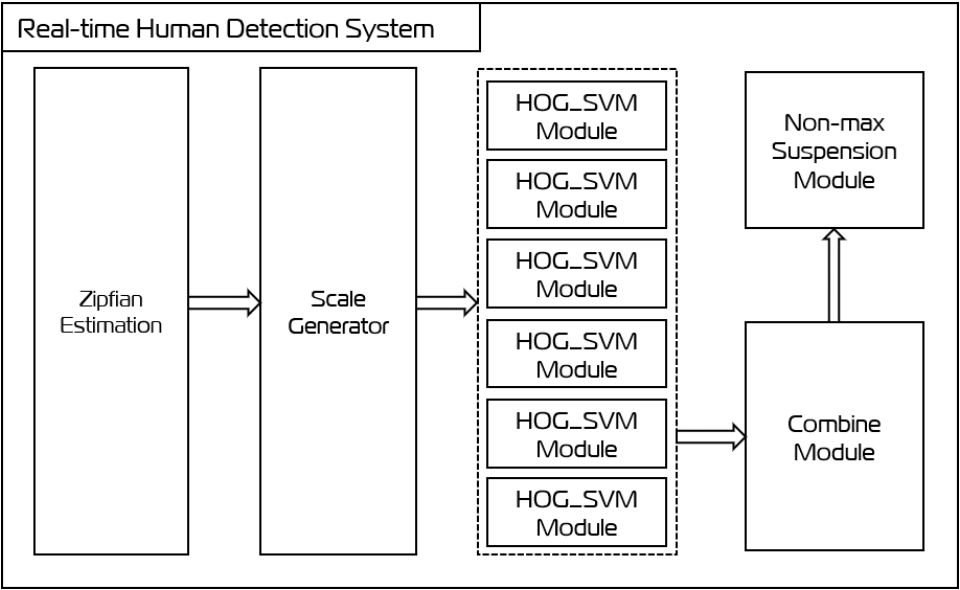 Real-time Human Detection System
Zipfian
Estimation
Scale
Generator
HOG_SVM
Module
HOG_SVM
Module
HOG_SVM
Module
HOG_SVM
Module
HOG_SVM
Module
HOG_SVM
Module
Non-max
Suspension
Module
Combine
Module